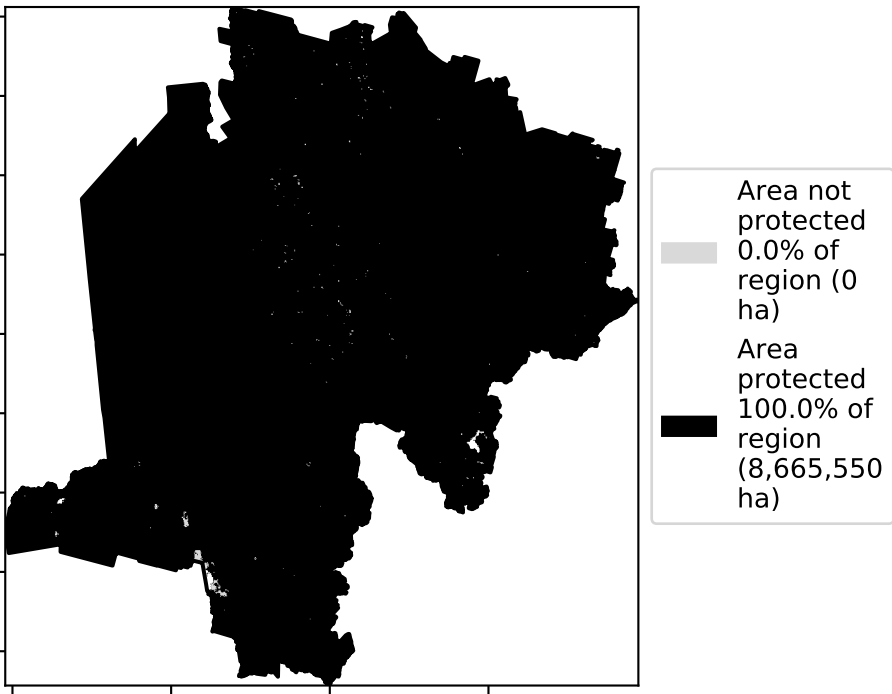 Area not
protected
0.0% of
region (0
ha)
Area
protected
100.0% of
region
(8,665,550
ha)